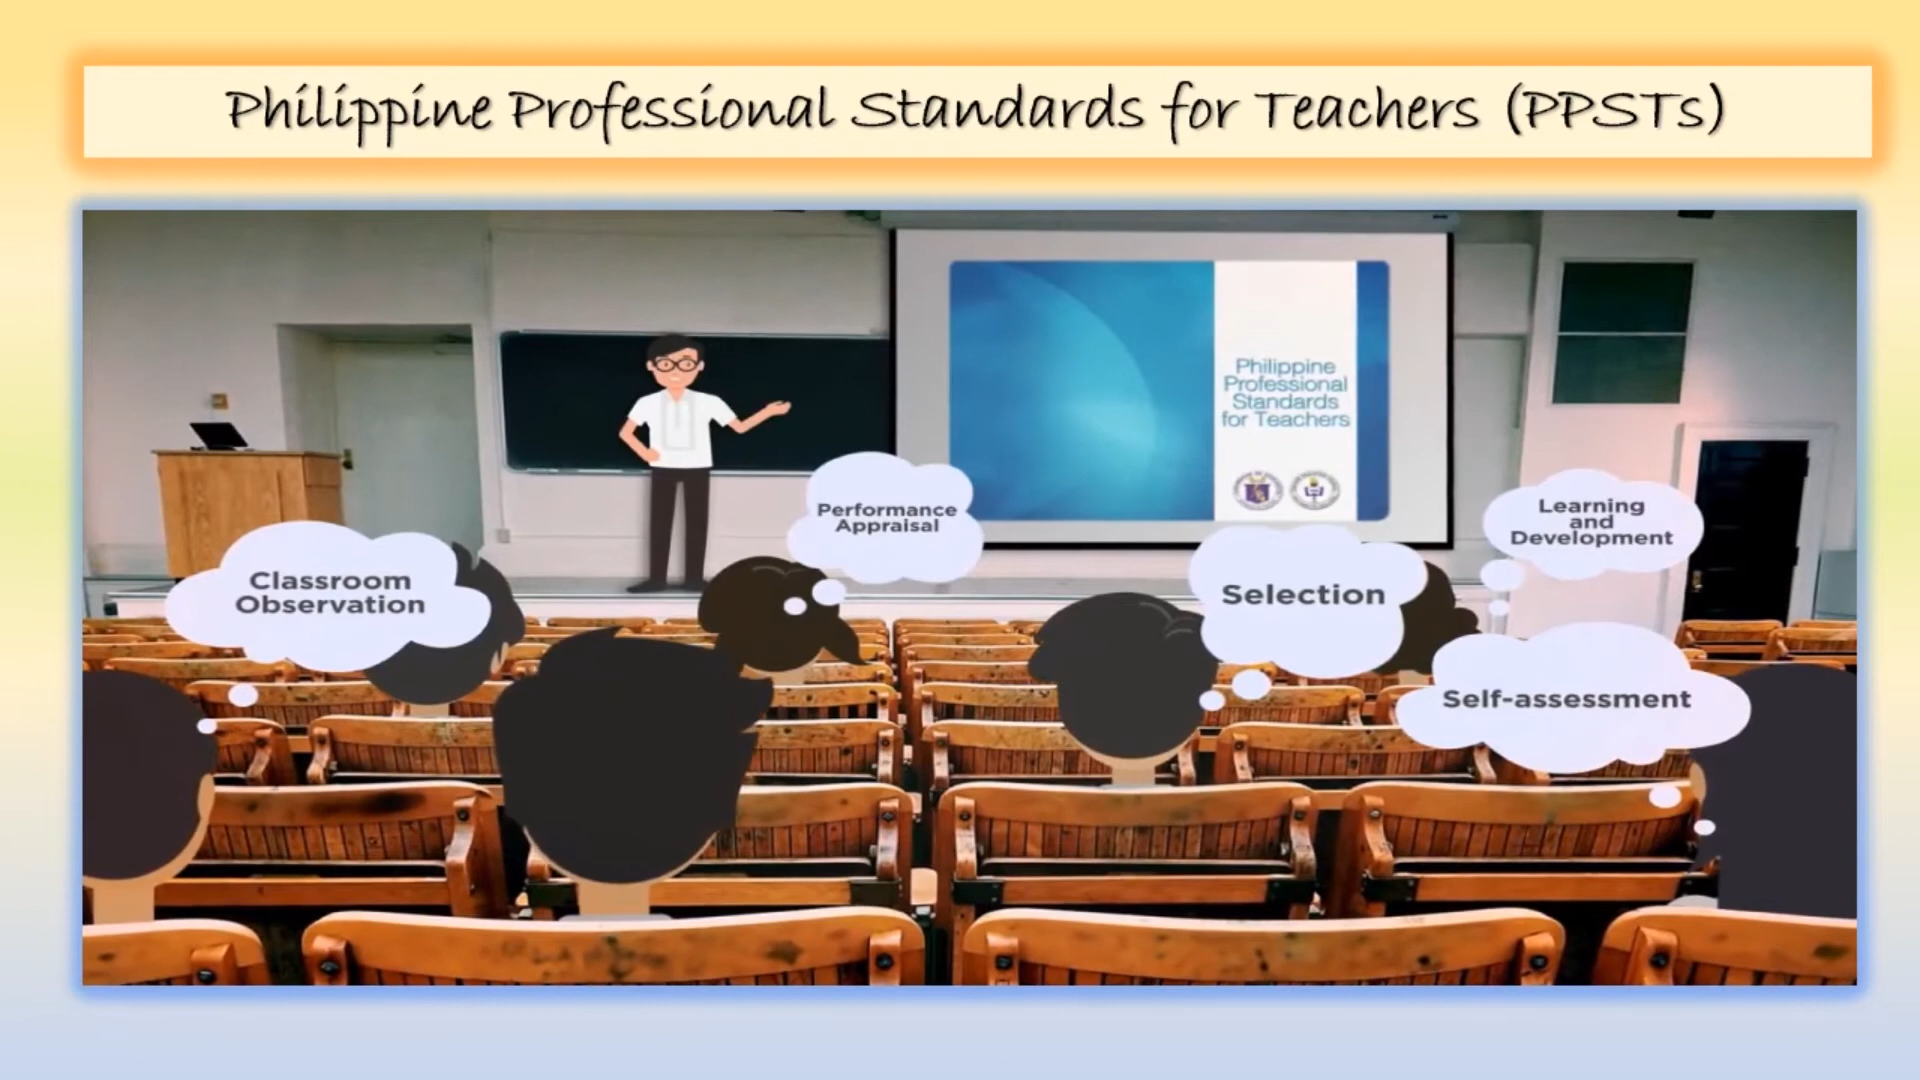 Philippine Professional Standards for Teachers (PPSTs)
Philippine
Professional
Standards
for Teachers
Performance
Appraisal
Learning
and
Development
Classroom
Observation
Selection
Self-assessment